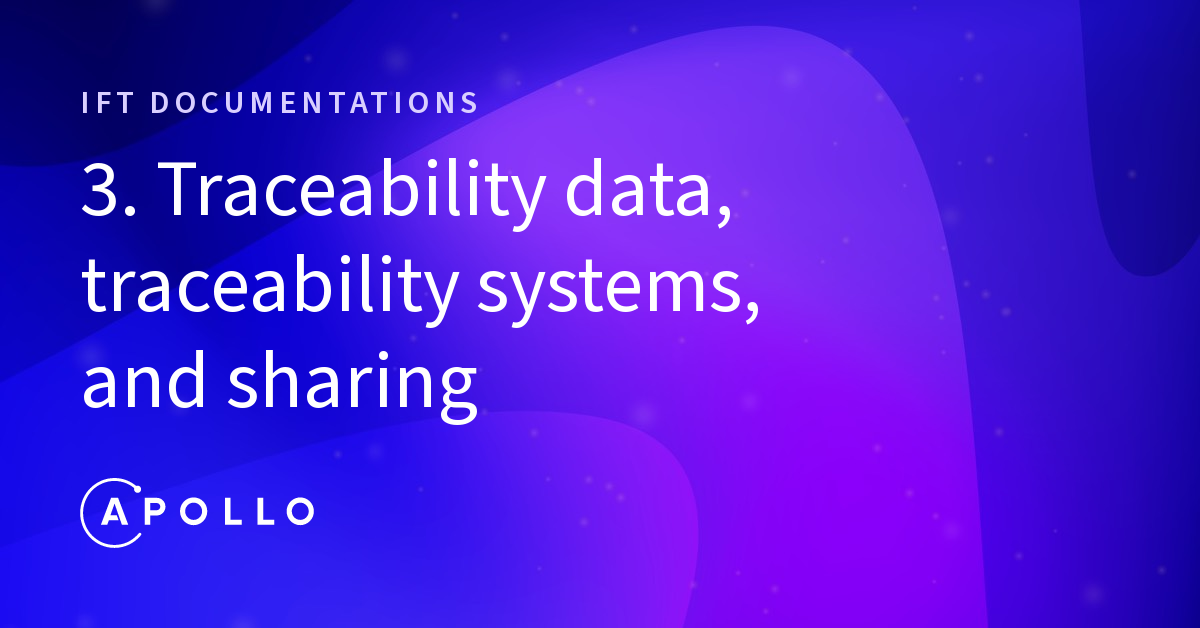 IFT DOCUMENTATIONS
3. Traceability data,
traceability systems,
and sharing
APOLLO